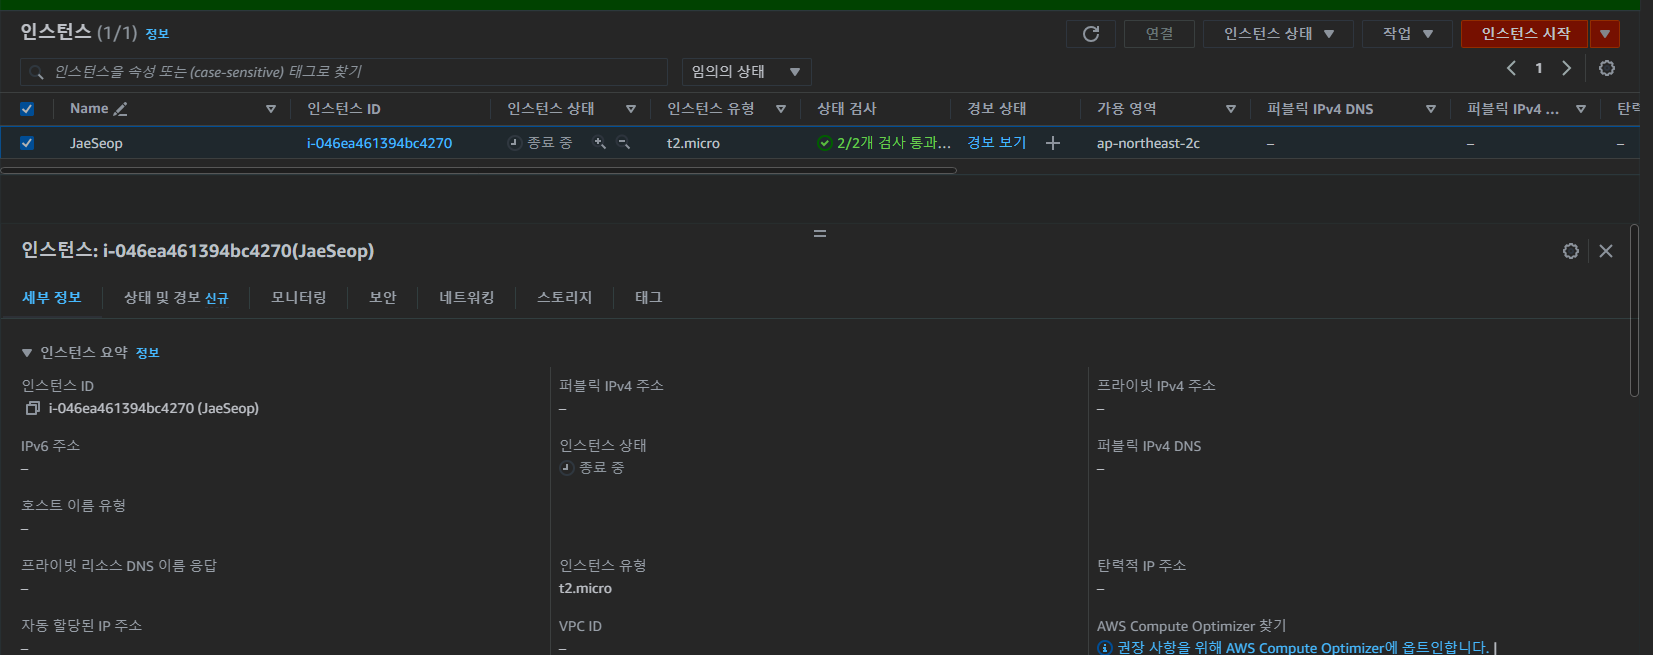 인스턴스 (1/1) 정보
연결
인스턴스 상태
작업
인스턴스 시작
인스턴스을 속성 또는 (case-sensitive) 태그로 찾기
임의의 상태
1
Name
인스턴스 ID
인스턴스 상태
인스턴스 유형
상태 검사
경보 상태
가용 영역
퍼블릭 IPv4 DNS
퍼블릭 IPv4 ...
탄력
JaeSeop
i-046ea461394bc4270
종료 중
t2.micro
2/2개 검사 통과...
경보 보기
ap-northeast-2c
–
–
–
인스턴스: i-046ea461394bc4270(JaeSeop)
세부 정보
상태 및 경보 신규
모니터링
보안
네트워킹
스토리지
태그
인스턴스 요약 정보
인스턴스 ID
퍼블릭 IPv4 주소
프라이빗 IPv4 주소
i-046ea461394bc4270 (JaeSeop)
–
–
IPv6 주소
인스턴스 상태
퍼블릭 IPv4 DNS
–
종료 중
–
호스트 이름 유형
–
프라이빗 리소스 DNS 이름 응답
인스턴스 유형
탄력적 IP 주소
–
t2.micro
–
자동 할당된 IP 주소
VPC ID
AWS Compute Optimizer 찾기
–
–
권장 사항을 위해 AWS Compute Optimizer에 옵트인합니다. |